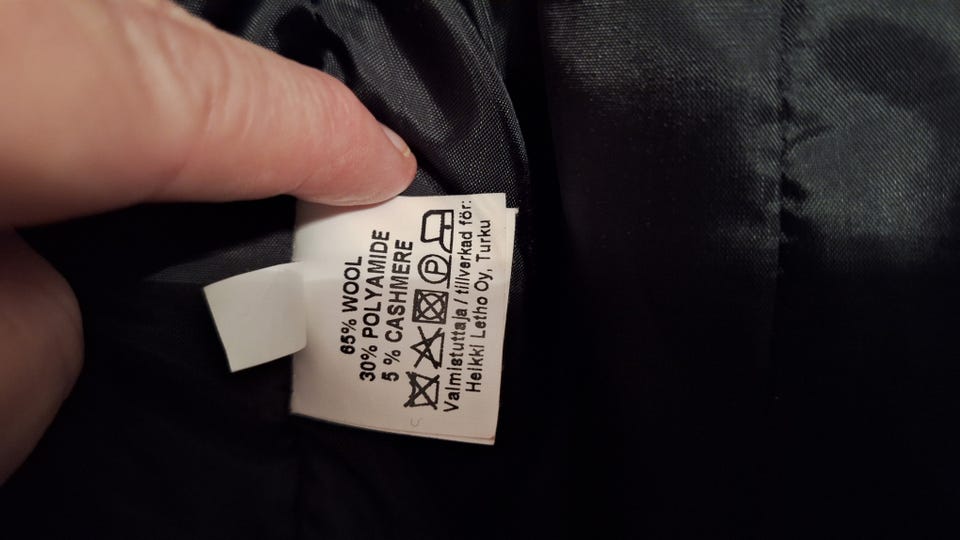 65% WOOL
30% POLYAMIDE
5 % CASHMERE
P
Valmistuttaja / tillverkad för:
Heikki Letho Oy, Turku